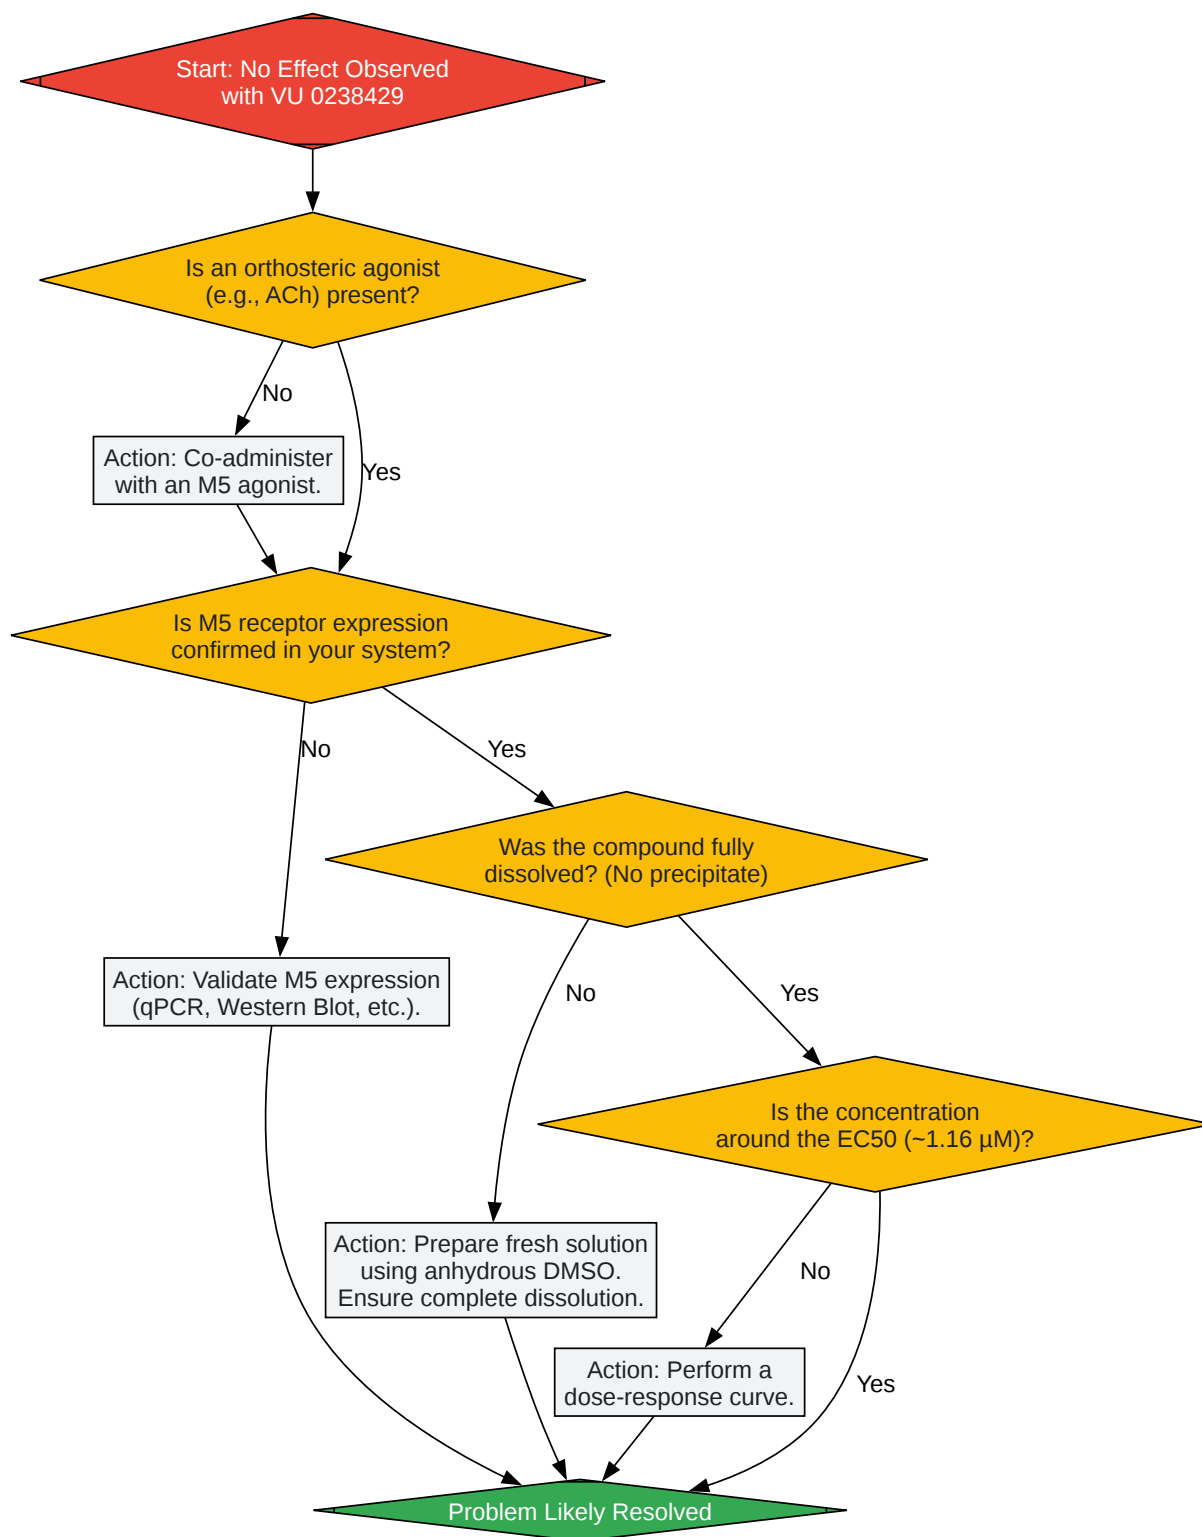 Start: No Effect Observed
with VU 0238429
Is an orthosteric agonist
(e.g., ACh) present?
No
Yes
Action: Co-administer
with an M5 agonist.
Is M5 receptor expression
confirmed in your system?
No
Yes
Was the compound fully
dissolved? (No precipitate)
Action: Validate M5 expression
(qPCR, Western Blot, etc.).
No
Yes
Is the concentration
around the EC50 (~1.16 µM)?
Action: Prepare fresh solution
using anhydrous DMSO.
Ensure complete dissolution.
No
Yes
Action: Perform a
dose-response curve.
Problem Likely Resolved